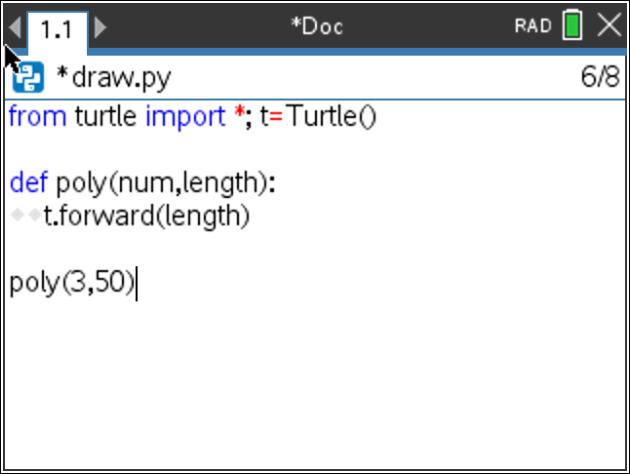 1.1 *Doc RAD
*draw.py 6/8
from turtle import *; t=Turtle()
def poly(num,length):
t.forward(length)
poly(3,50)